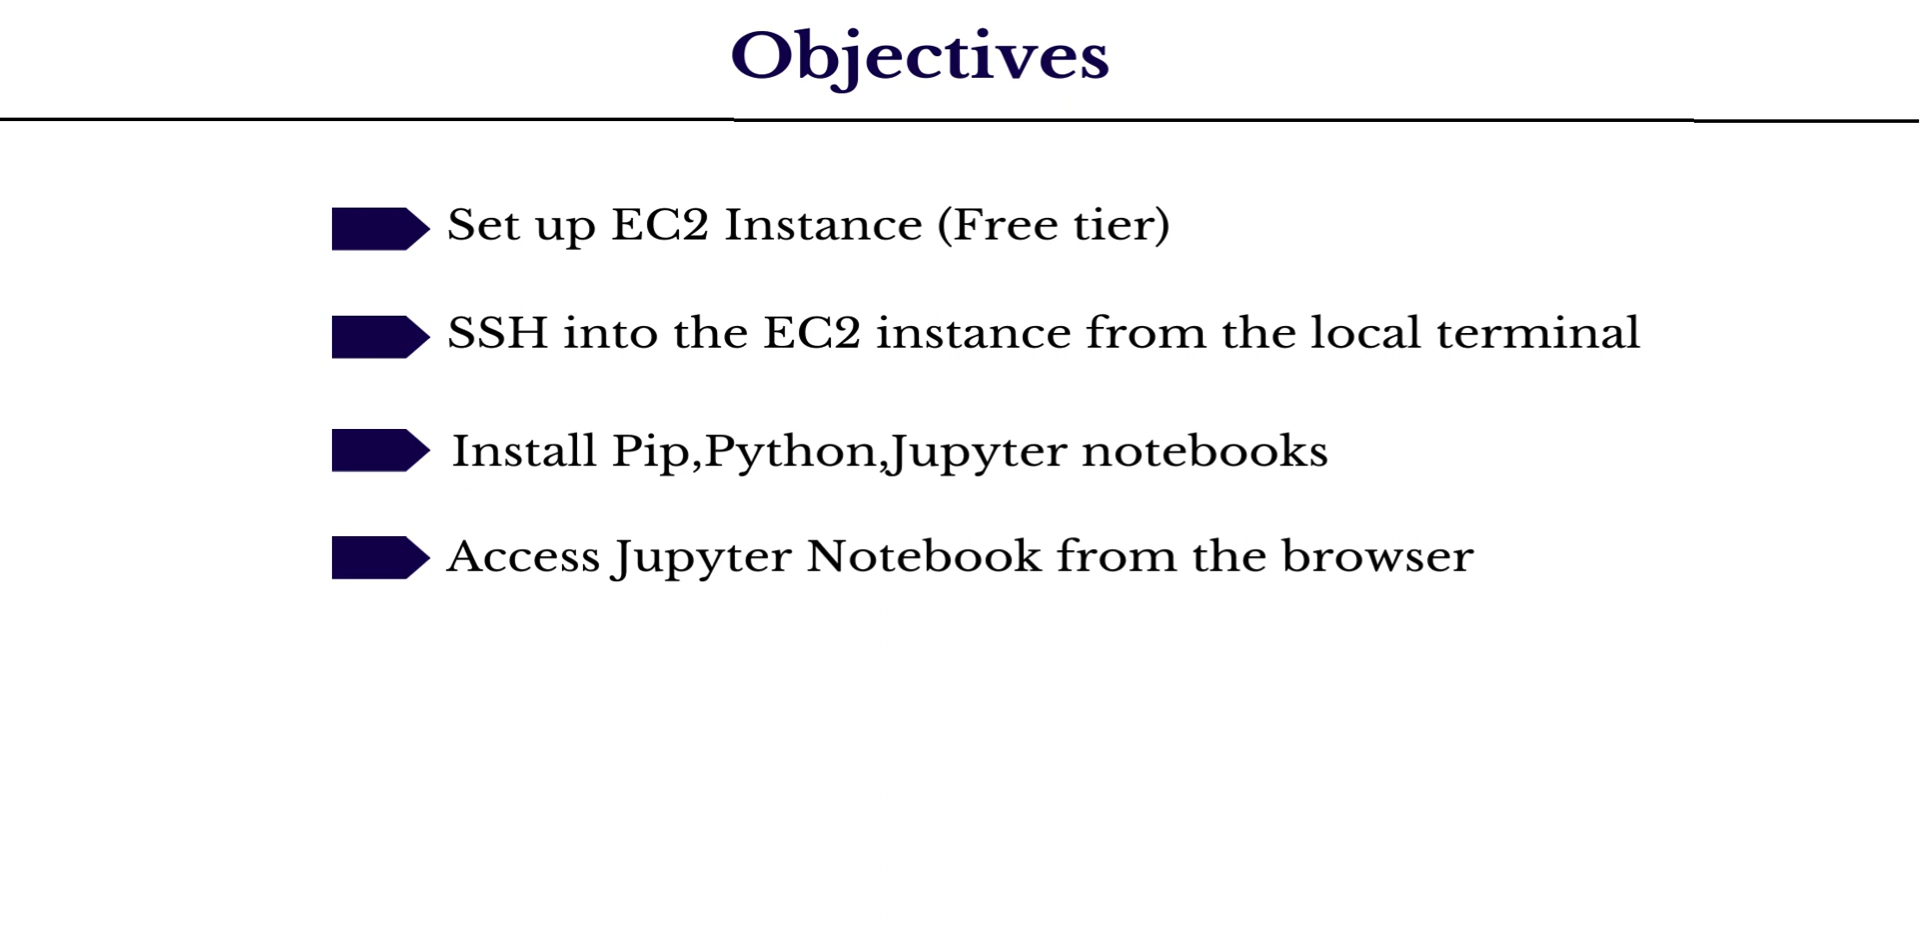 Objectives
Set up EC2 Instance (Free tier)
SSH into the EC2 instance from the local terminal
Install Pip,Python,Jupyter notebooks
Access Jupyter Notebook from the browser